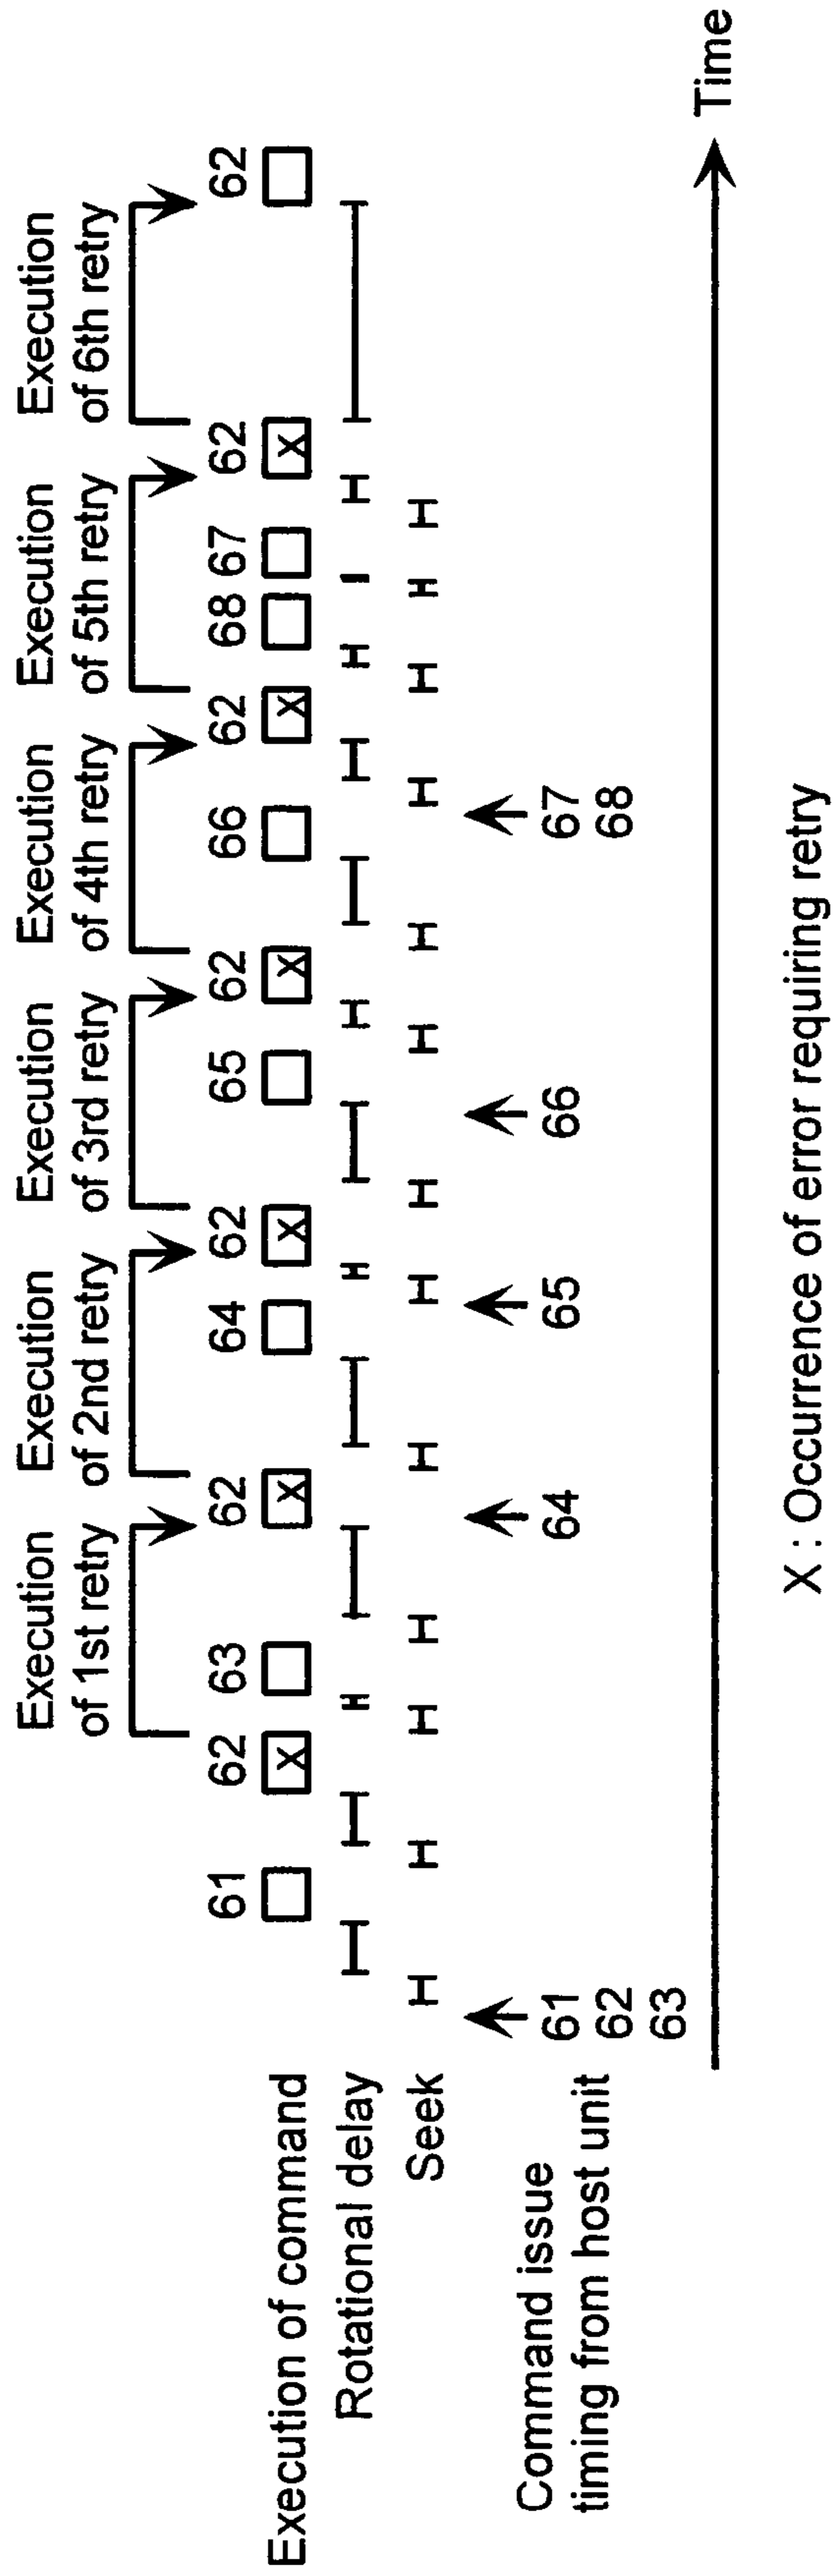 Execution
of 1st retry
Execution
of 2nd retry
Execution
of 3rd retry
Execution
of 4th retry
Execution
of 5th retry
Execution
of 6th retry
61 62 63 62 64 62 65 62 66 62 68 67 62 62
Execution of command X X X X X X
Rotational delay
Seek
Command issue
timing from host unit
61
62
63
64
65
66
67
68
Time
X : Occurrence of error requiring retry